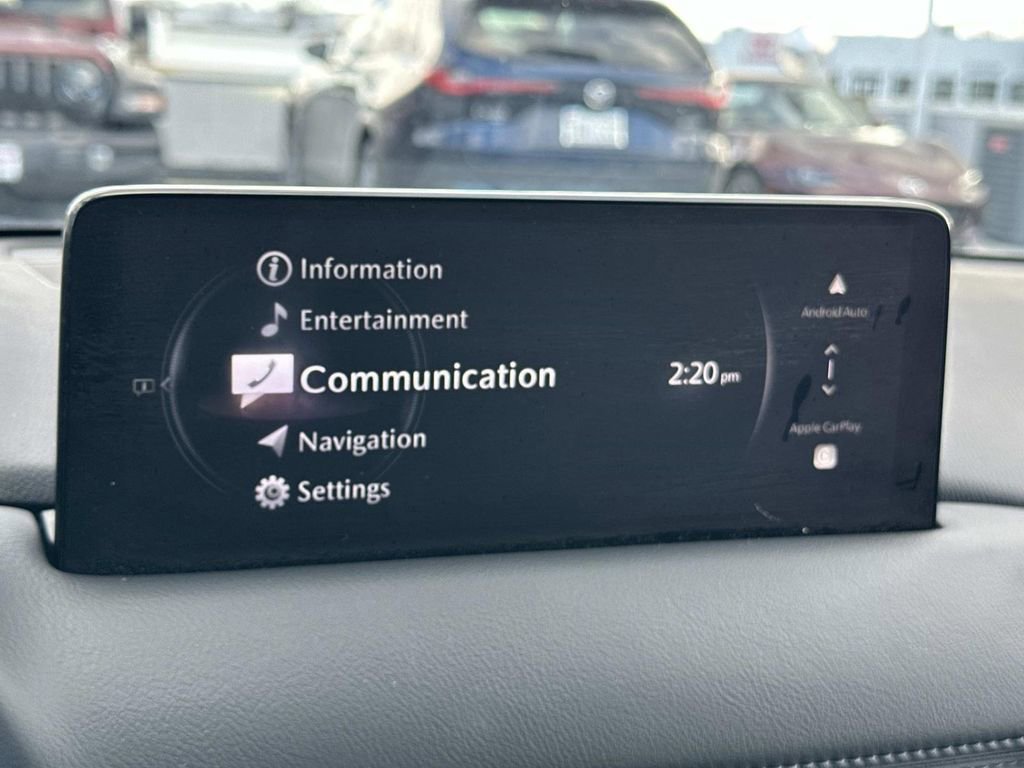 Information
Entertainment
Communication
2:20 pm
Navigation
Settings
Android Auto
Apple CarPlay